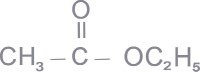 O
CH₃ – C – OC₂H₅